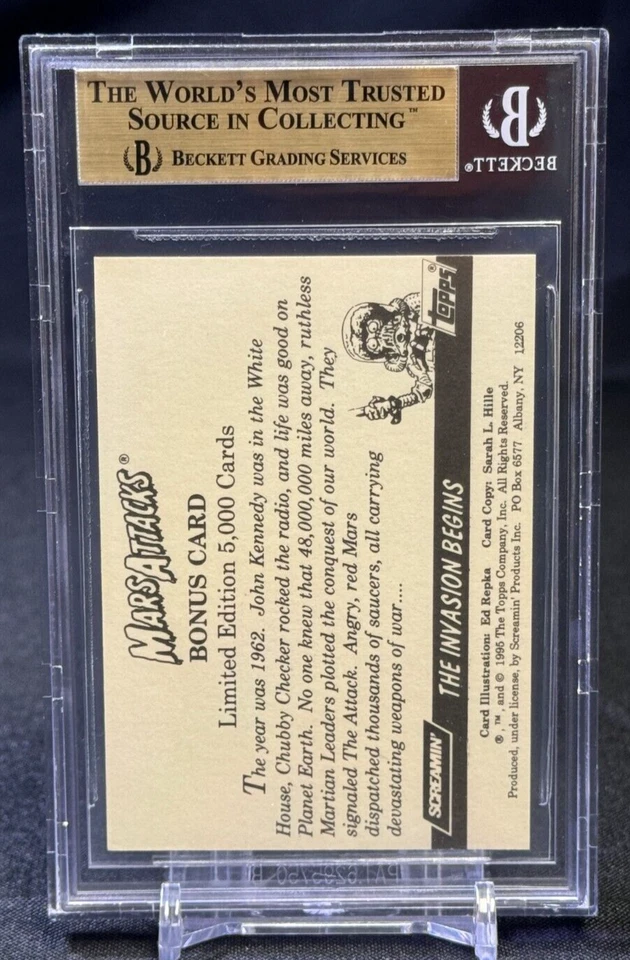 THE WORLD'S MOST TRUSTED
SOURCE IN COLLECTING™
B BECKETT GRADING SERVICES
B
BECKETT®
MARS ATTACKS®
BONUS CARD
Limited Edition 5,000 Cards
The year was 1962. John Kennedy was in the White
House, Chubby Checker rocked the radio, and life was good on
Planet Earth. No one knew that 48,000,000 miles away, ruthless
Martian Leaders plotted the conquest of our world. They
signaled The Attack. Angry, red Mars
dispatched thousands of saucers, all carrying
devastating weapons of war....
SCREAMIN' THE INVASION BEGINS topps®
Card Illustration: Ed Repka Card Copy: Sarah L. Hille
®, ™, and © 1995 The Topps Company, Inc. All Rights Reserved.
Produced, under license, by Screamin' Products Inc. PO Box 6577 Albany, NY 12206